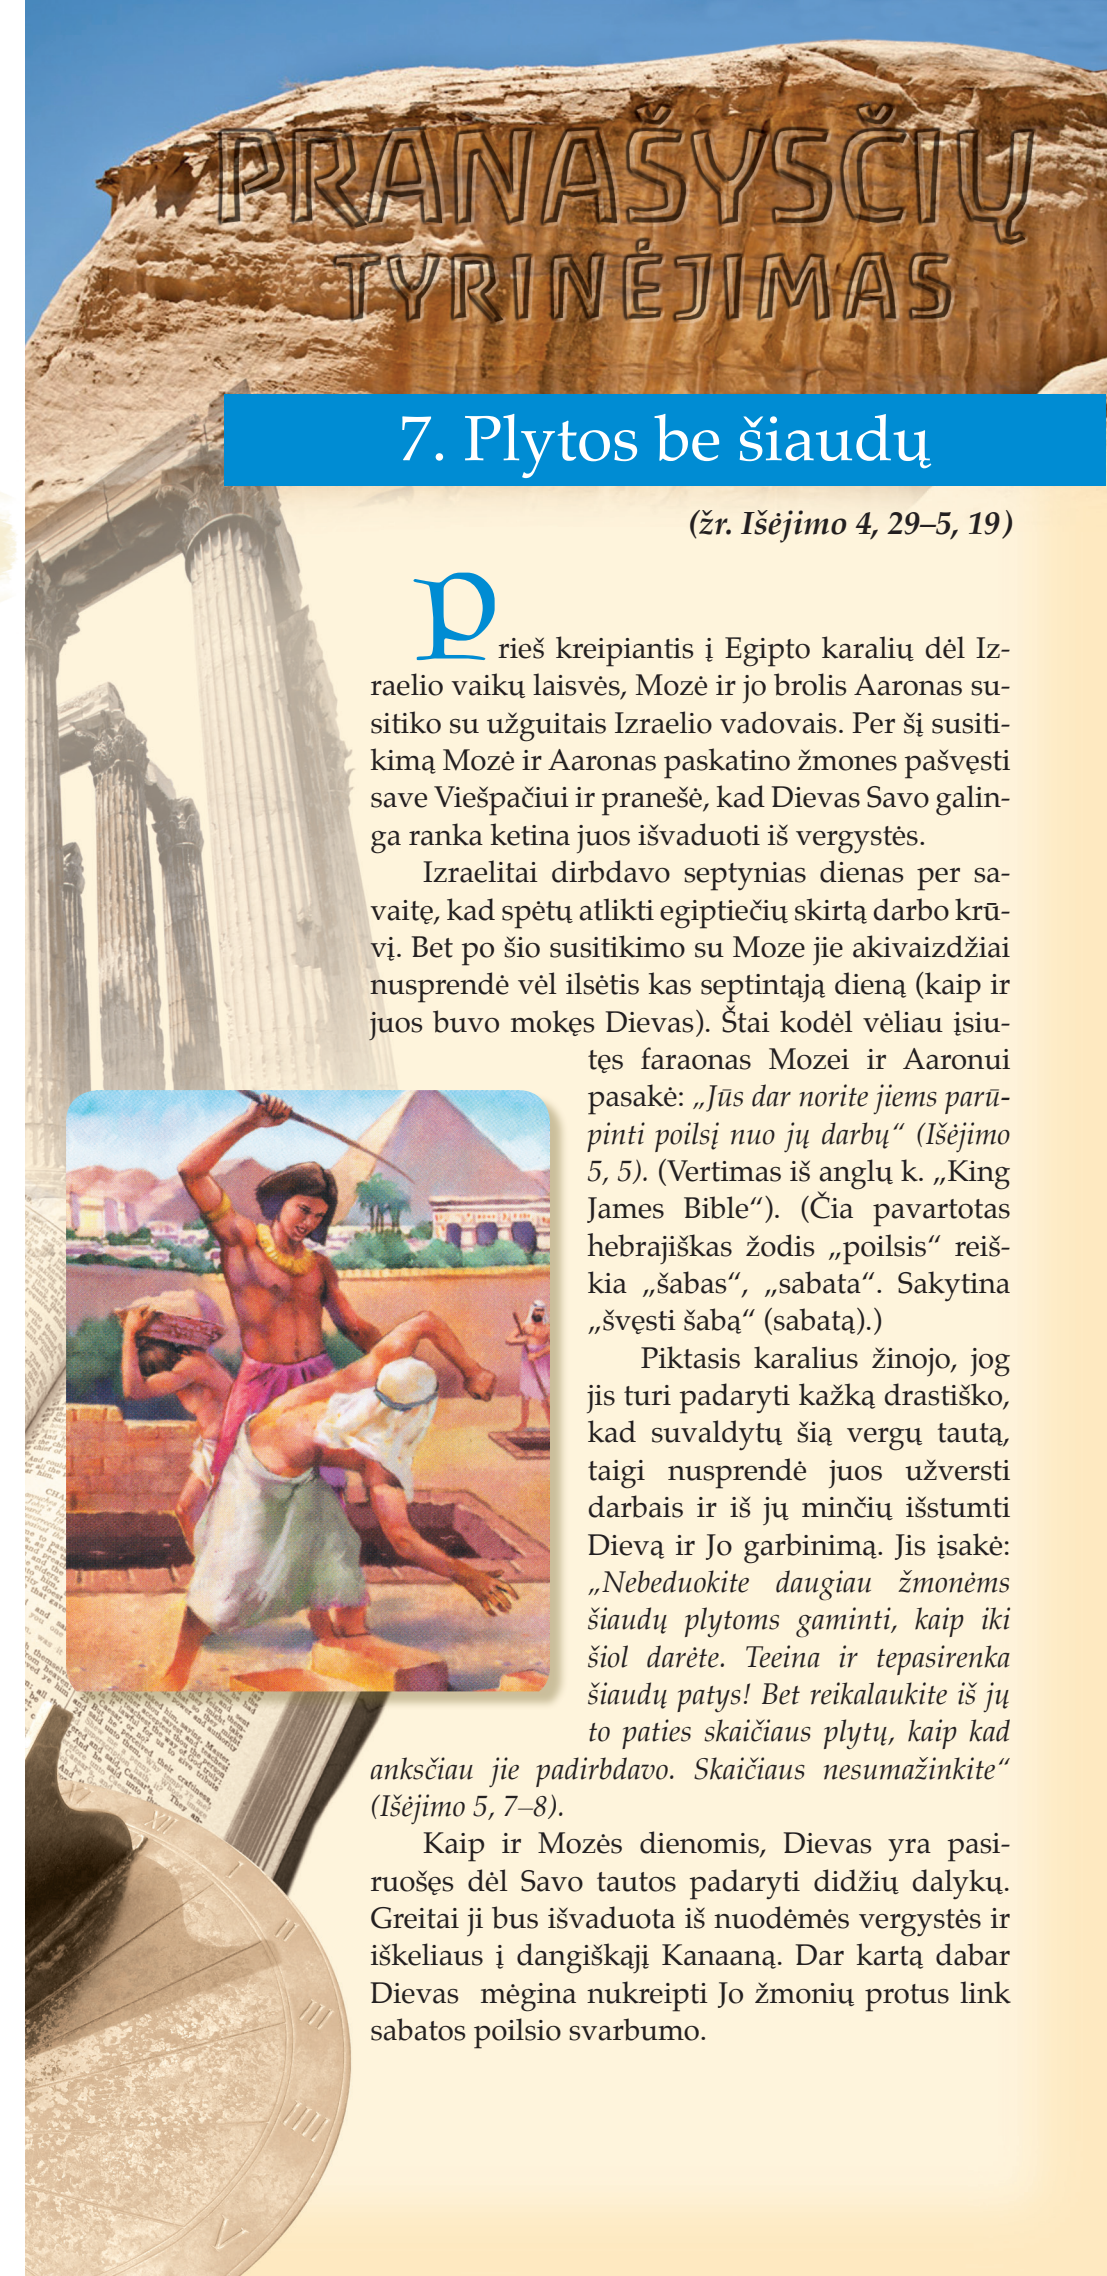 PRANAŠYSČIŲ
TYRINĖJIMAS
7. Plytos be šiaudų
(žr. Išėjimo 4, 29–5, 19)
Prieš kreipiantis į Egipto karalių dėl Iz-
raelio vaikų laisvės, Mozė ir jo brolis Aaronas su-
sitiko su užguitais Izraelio vadovais. Per šį susiti-
kimą Mozė ir Aaronas paskatino žmones pašvęsti
save Viešpačiui ir pranešė, kad Dievas Savo galin-
ga ranka ketina juos išvaduoti iš vergystės.
Izraelitai dirbdavo septynias dienas per sa-
vaitę, kad spėtų atlikti egiptiečių skirtą darbo krū-
vį. Bet po šio susitikimo su Moze jie akivaizdžiai
nusprendė vėl ilsėtis kas septintąją dieną (kaip ir
juos buvo mokęs Dievas). Štai kodėl vėliau įsiu-
tęs faraonas Mozei ir Aaronui
pasakė: „Jūs dar norite jiems parū-
pinti poilsį nuo jų darbų“ (Išėjimo
5, 5). (Vertimas iš anglų k. „King
James Bible“). (Čia pavartotas
hebrajiškas žodis „poilsis“ reiš-
kia „šabas“, „sabata“. Sakytina
„švęsti šabą“ (sabatą).)
Piktasis karalius žinojo, jog
jis turi padaryti kažką drastiško,
kad suvaldytų šią vergų tautą,
taigi nusprendė juos užversti
darbais ir iš jų minčių išstumti
Dievą ir Jo garbinimą. Jis įsakė:
„Nebeduokite daugiau žmonėms
šiaudų plytoms gaminti, kaip iki
šiol darėte. Teeina ir tepasirenka
šiaudų patys! Bet reikalaukite iš jų
to paties skaičiaus plytų, kaip kad
anksčiau jie padirbdavo. Skaičiaus nesumažinkite“
(Išėjimo 5, 7–8).
Kaip ir Mozės dienomis, Dievas yra pasi-
ruošęs dėl Savo tautos padaryti didžių dalykų.
Greitai ji bus išvaduota iš nuodėmės vergystės ir
iškeliaus į dangiškąjį Kanaaną. Dar kartą dabar
Dievas mėgina nukreipti Jo žmonių protus link
sabatos poilsio svarbumo.
XII
I
II
III
IIII
V